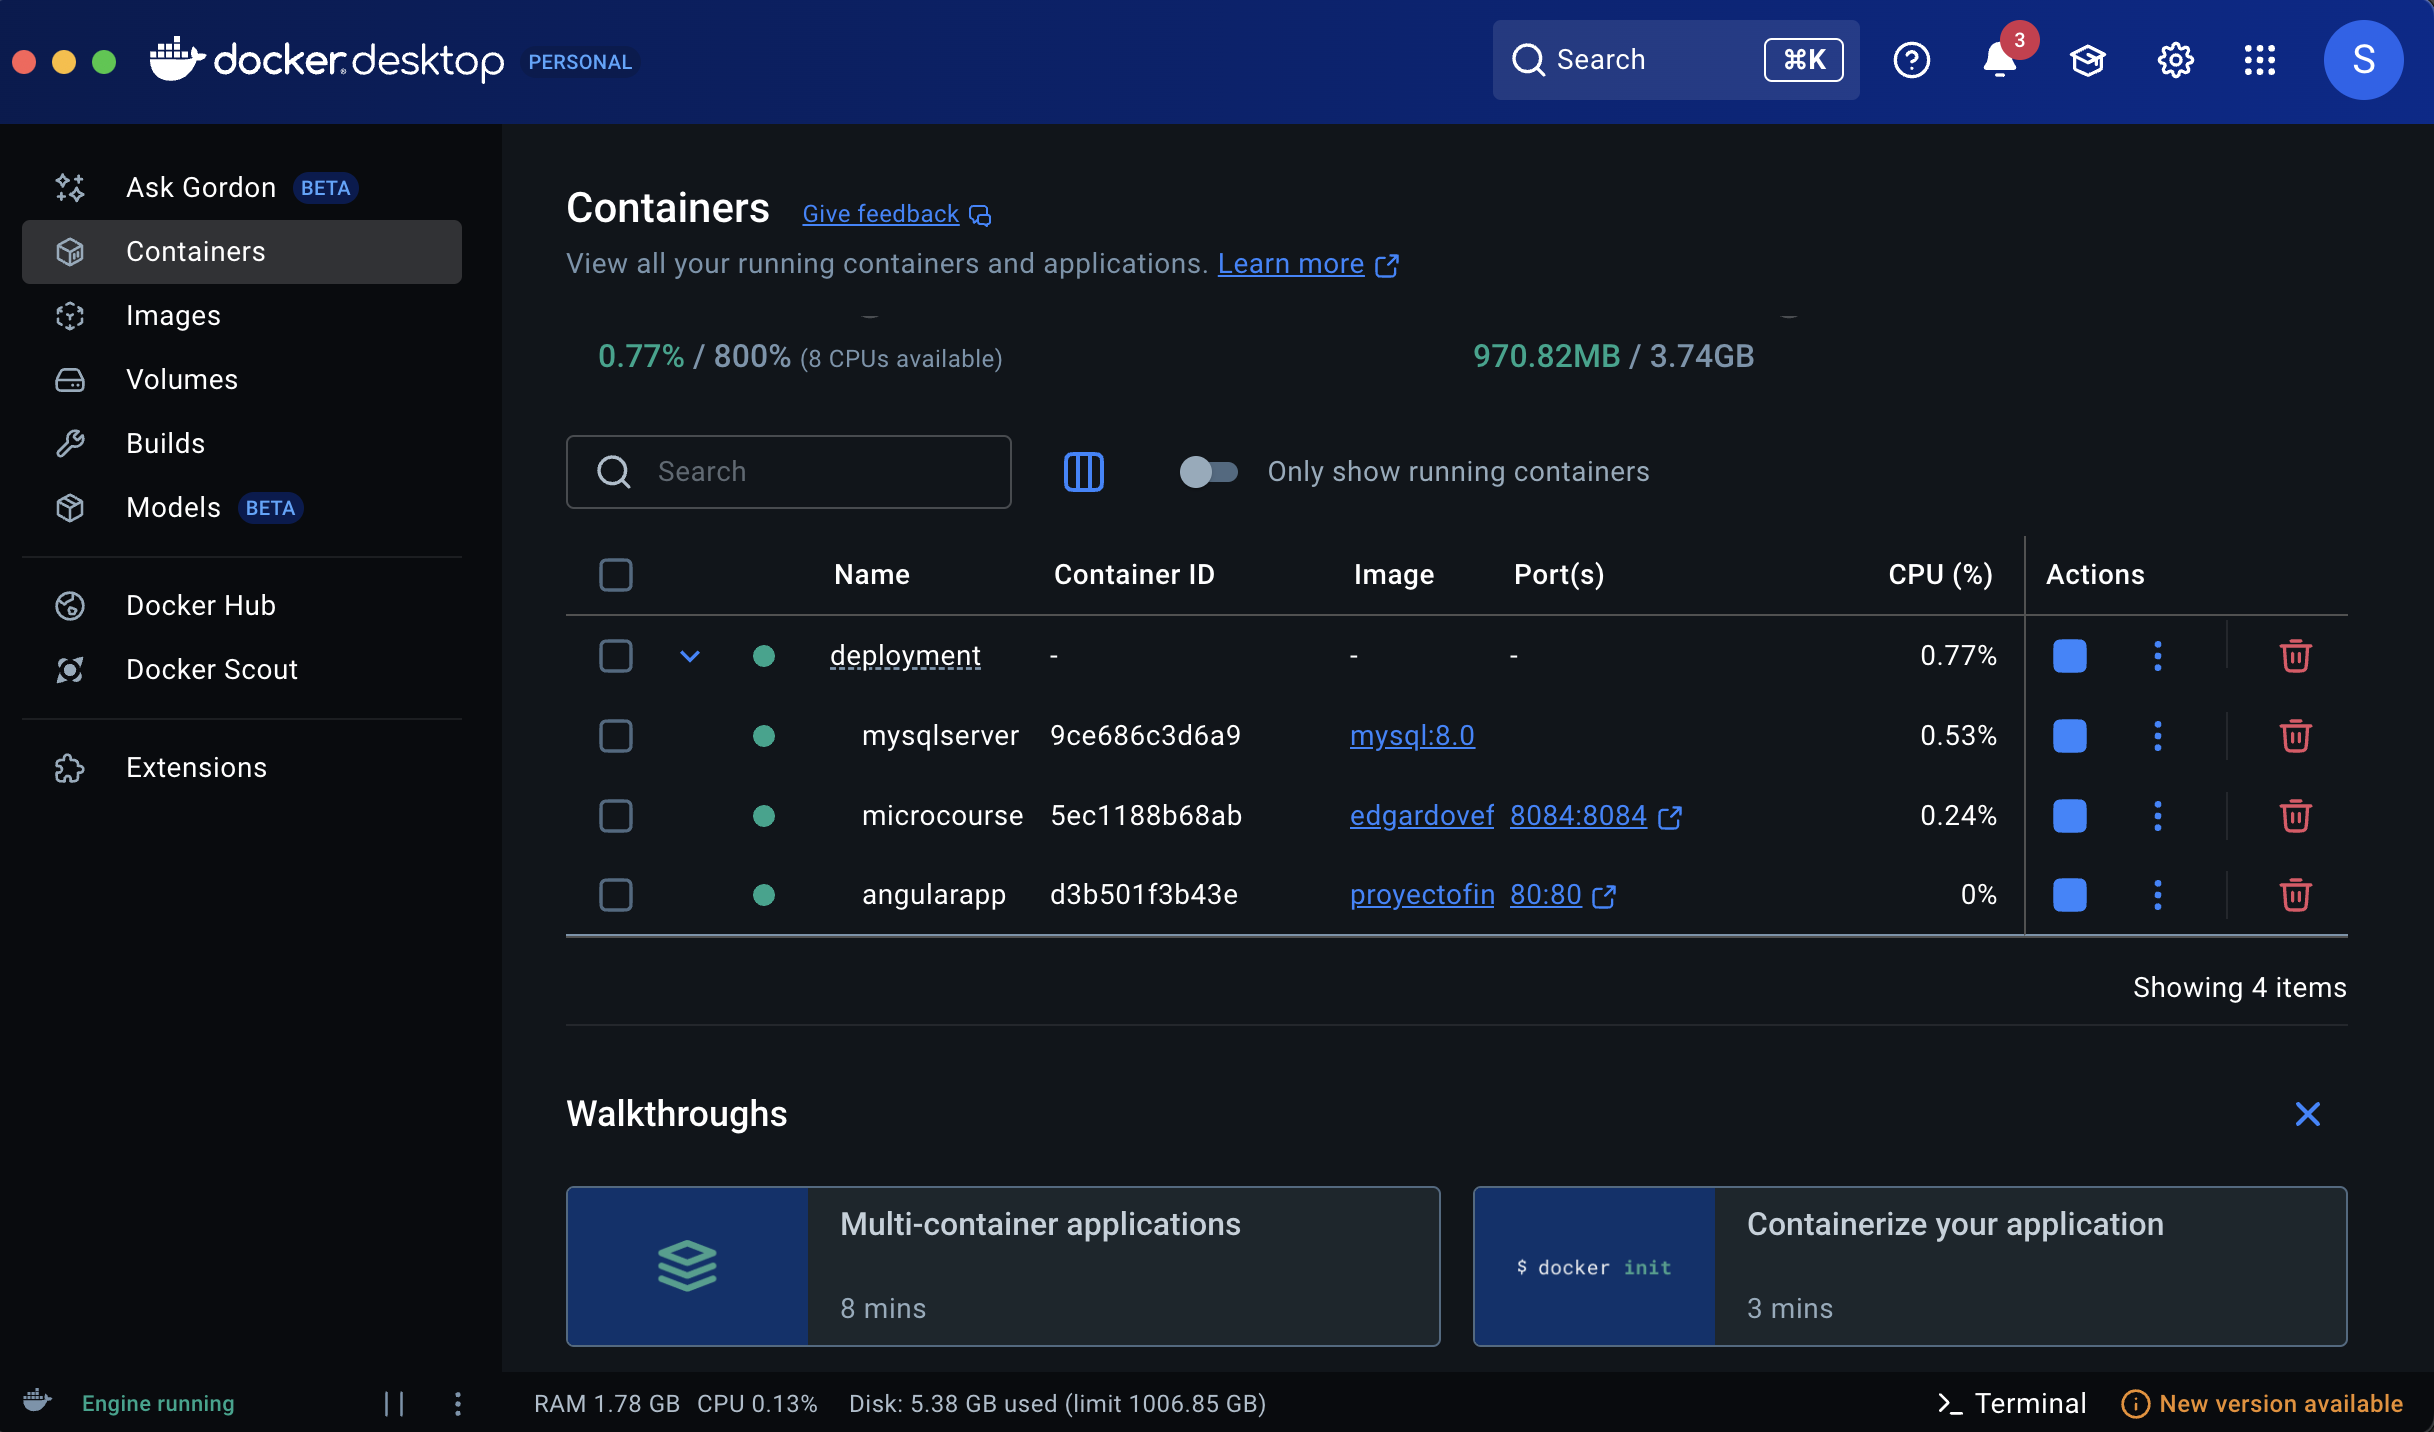 docker desktop PERSONAL
Search ⌘K
3
S
Ask Gordon BETA
Containers
Images
Volumes
Builds
Models BETA
Docker Hub
Docker Scout
Extensions
Containers Give feedback
View all your running containers and applications. Learn more
0.77% / 800% (8 CPUs available) 970.82MB / 3.74GB
Search
Only show running containers
Name Container ID Image Port(s) CPU (%) Actions
deployment - - - 0.77%
mysqlserver 9ce686c3d6a9 mysql:8.0 0.53%
microcourse 5ec1188b68ab edgardovef 8084:8084 0.24%
angularapp d3b501f3b43e proyectofin 80:80 0%
Showing 4 items
Walkthroughs
Multi-container applications
8 mins
$ docker init
Containerize your application
3 mins
Engine running
RAM 1.78 GB CPU 0.13% Disk: 5.38 GB used (limit 1006.85 GB)
>_ Terminal
New version available